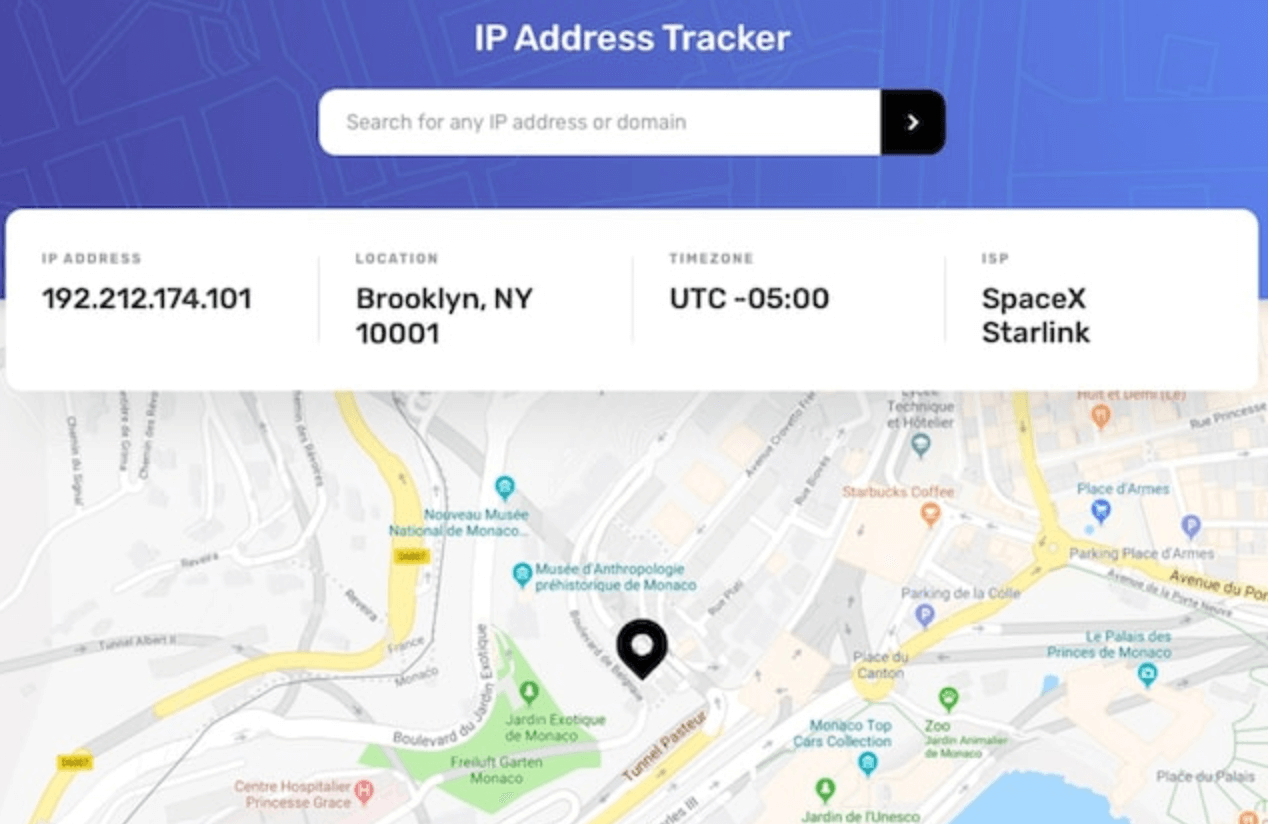 IP Address Tracker
Search for any IP address or domain
IP ADDRESS
192.212.174.101
LOCATION
Brooklyn, NY
10001
TIMEZONE
UTC -05:00
ISP
SpaceX
Starlink
Chemin du Signal
Chemin des Révoires
Technique
et Hôtelier
Huit et Demi (Le)
Rue Princesse
Avenue Crovetto Frè
Rue Bosio
Starbucks Coffee
Place d'Armes
Nouveau Musée
National de Monaco...
D6007
Parking Place d'Armes
Reveira
Musée d'Anthropologie
préhistorique de Monaco
Rue Plati
Avenue du Por
Avenue de la Porte Neuve
Parking de la Colle
Reveira
Boulevard de Belgique
Tunnel Albert II
France
Monaco
Le Palais des
Princes de Monaco
Place du
Canton
Boulevard du Jardin Exotique
Jardin Exotique
de Monaco
Monaco Top
Cars Collection
Zoo
Jardin Animalier
de Monaco
Tunnel Pasteur
D6007
Freiluft Garten
Monaco
Place du Palais
Centre Hospitalier
Princesse Grace
rles III
Jardin de l'Unesco